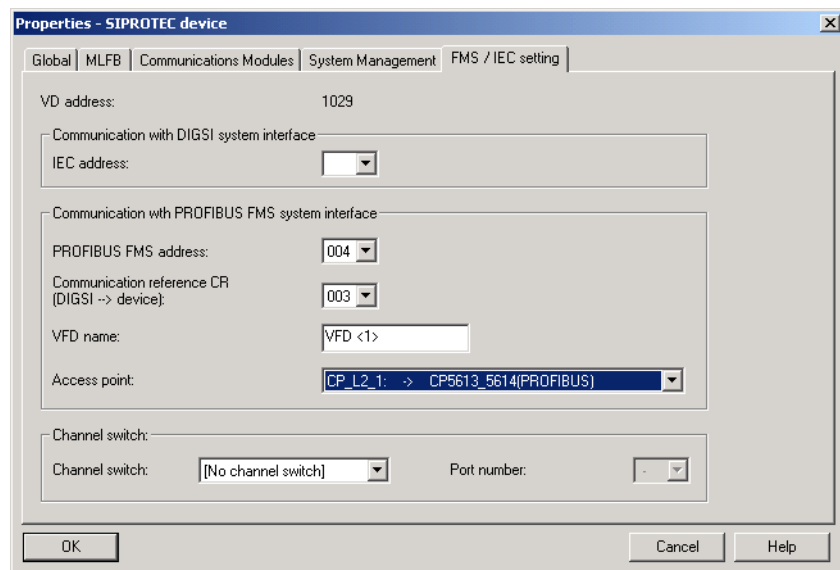 Properties - SIPROTEC device
Global MLFB Communications Modules System Management FMS / IEC setting
VD address: 1029
Communication with DIGSI system interface
IEC address:
Communication wth PROFIBUS FMS system interface
PROFIBUS FMS address: 004
Communication reference CR
(DIGSI --> device): 003
VFD name: VFD <1>
Access point: CP_L2_1: -> CP5613_5614(PROFIBUS)
Channel switch:
Channel switch: [No channel switch] Port number: -
OK Cancel Help